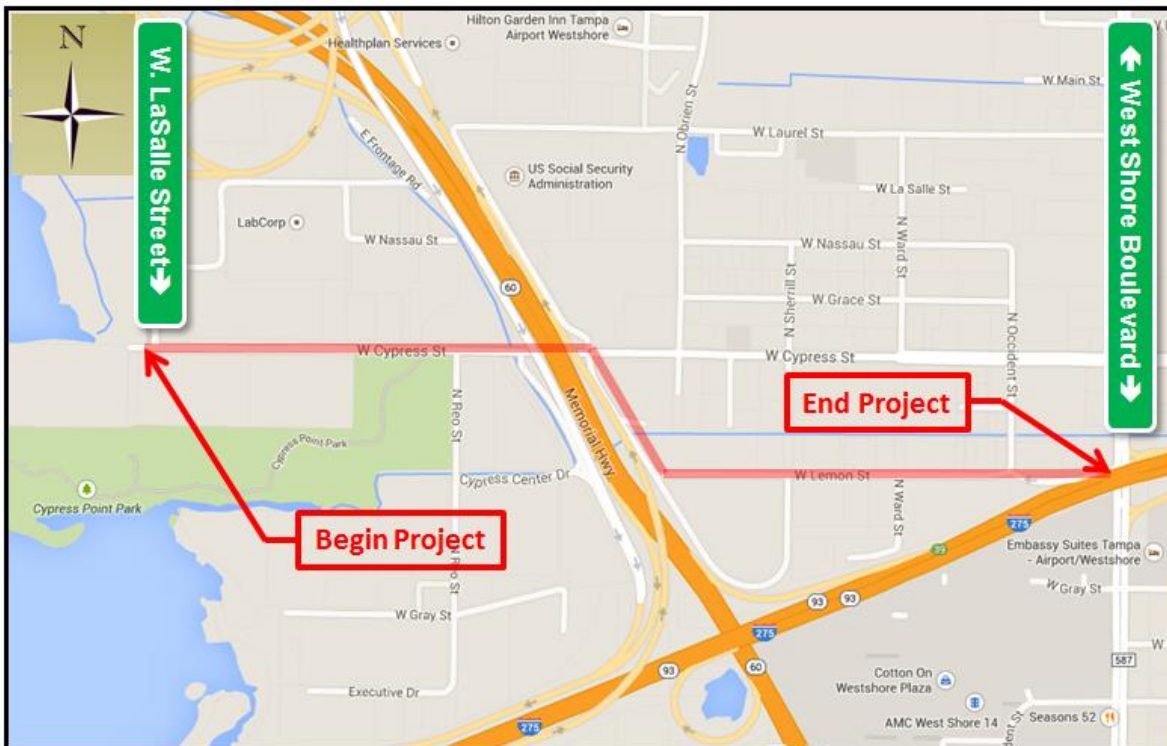 N
W. LaSalle Street
West Shore Boulevard
Hilton Garden Inn Tampa
Airport Westshore
Healthplan Services
W Main St
E Frontage Rd
N Obrien St
W Laurel St
US Social Security
Administration
W La Salle St
LabCorp
W Nassau St
N Ward St
W Nassau St
60
N Sherrill St
W Grace St
N Occident St
W Cypress St
W Cypress St
N Reo St
Memorial Hwy
End Project
Cypress Point Park
Cypress Center Dr
W Lemon St
Cypress Point Park
N Ward St
275
Begin Project
39
Embassy Suites Tampa
- Airport/Westshore
N Reo St
W Gray St
93
93
W Gray St
275
93
60
587
Cotton On
Westshore Plaza
Executive Dr
AMC West Shore 14
Seasons 52
275